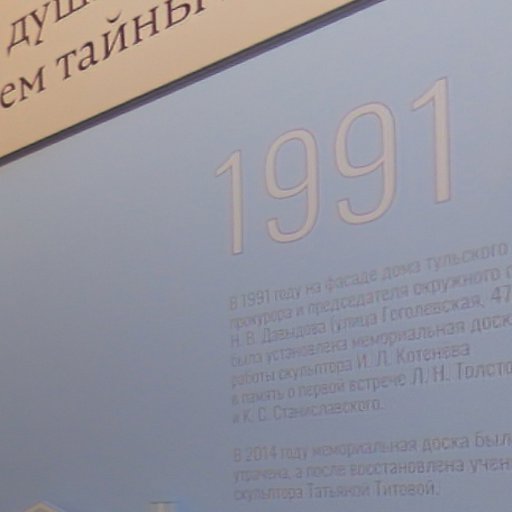 душ
ем тайны
1991
В 1991 году на фасаде дома тульского
прокурора и председателя окружного
Н. В. Давыдова (улица Гоголевская, 47
была установлена мемориальная доск
работы скульптора И. Л. Котенева
в память о первой встрече Л. Н. Толсто
и К. С. Станиславского.
В 2014 году мемориальная доска был
утрачена, а после восстановлена учен
скульптора Татьяной Титовой.